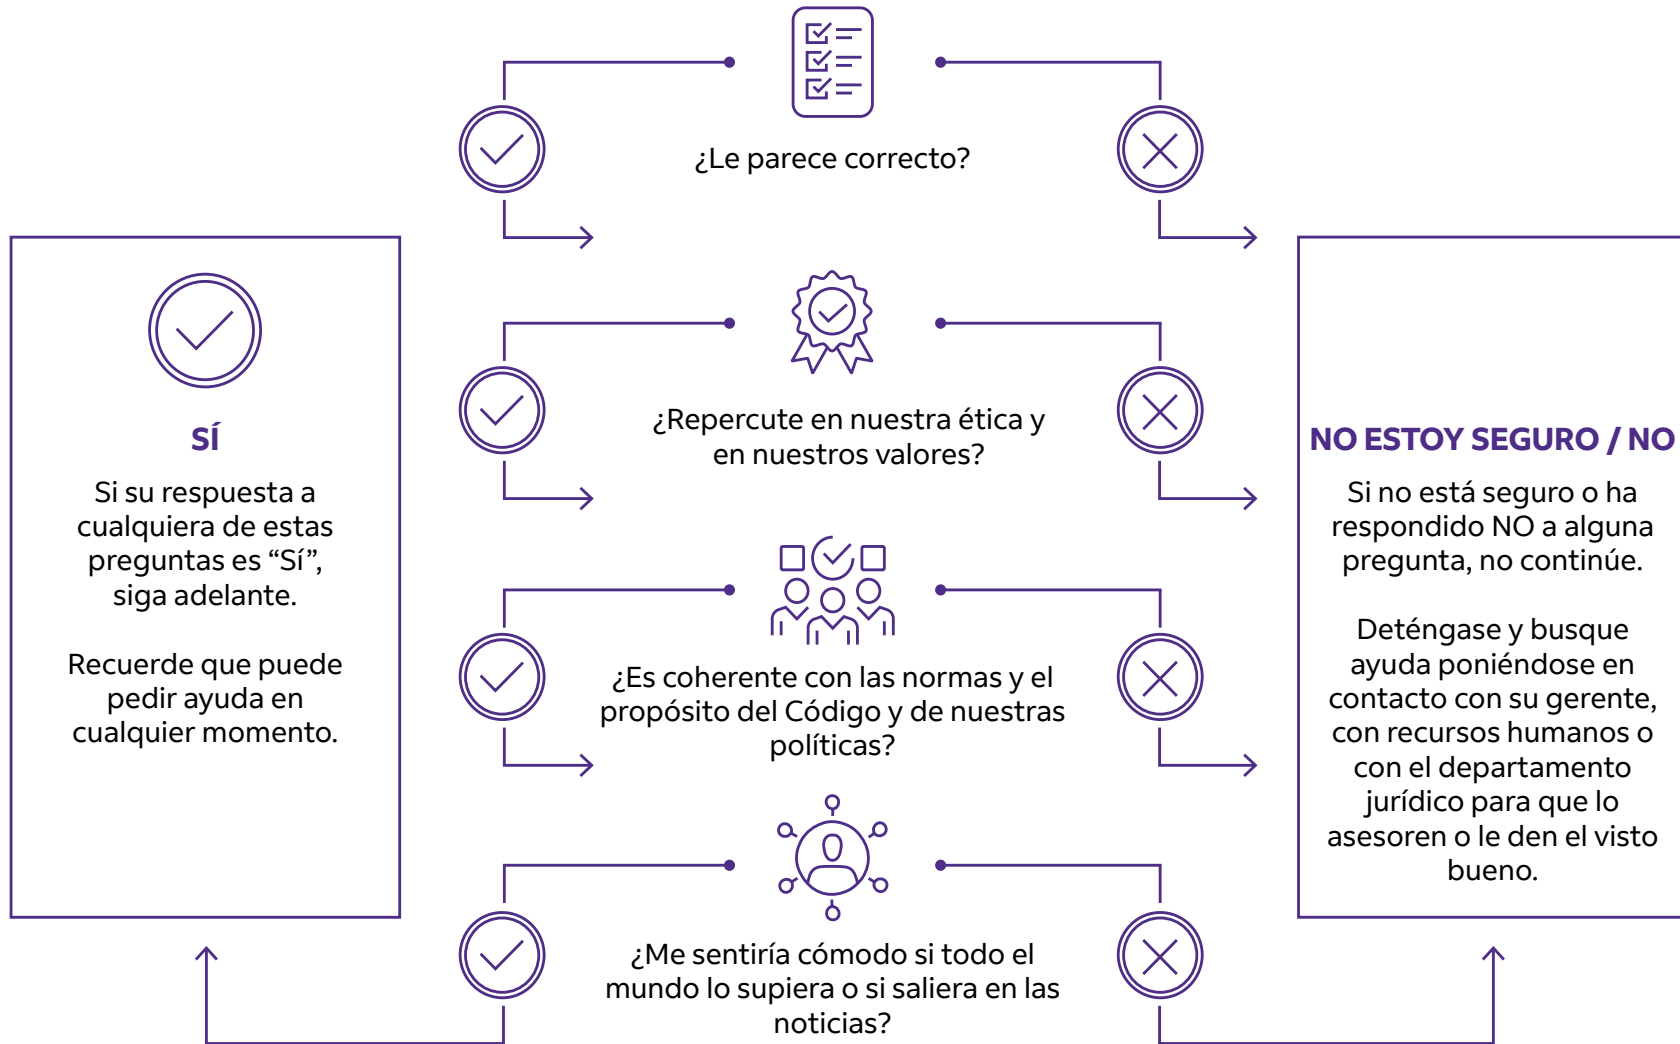 ¿Le parece correcto?
SÍ
Si su respuesta a
cualquiera de estas
preguntas es “Sí”,
siga adelante.
Recuerde que puede
pedir ayuda en
cualquier momento.
¿Repercute en nuestra ética y
en nuestros valores?
¿Es coherente con las normas y el
propósito del Código y de nuestras
políticas?
¿Me sentiría cómodo si todo el
mundo lo supiera o si saliera en las
noticias?
NO ESTOY SEGURO / NO
Si no está seguro o ha
respondido NO a alguna
pregunta, no continúe.
Deténgase y busque
ayuda poniéndose en
contacto con su gerente,
con recursos humanos o
con el departamento
jurídico para que lo
asesoren o le den el visto
bueno.